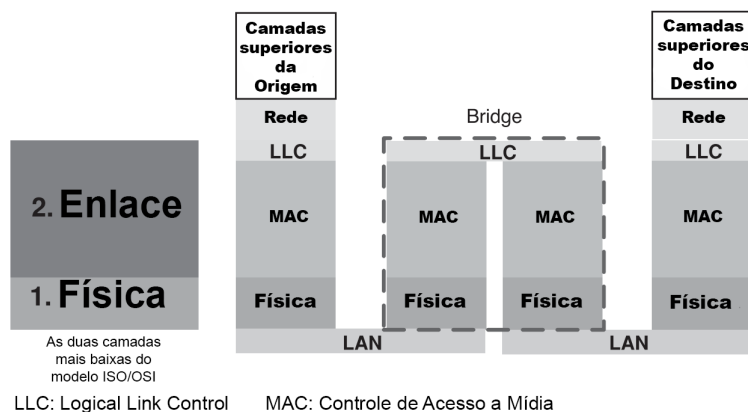 Camadas
superiores
da
Origem
Camadas
superiores
do
Destino
Rede
Bridge
Rede
LLC
LLC
LLC
2. Enlace
MAC
MAC
MAC
MAC
1. Física
Física
Física
Física
Física
LAN
LAN
As duas camadas
mais baixas do
modelo ISO/OSI
LLC: Logical Link Control MAC: Controle de Acesso a Mídia